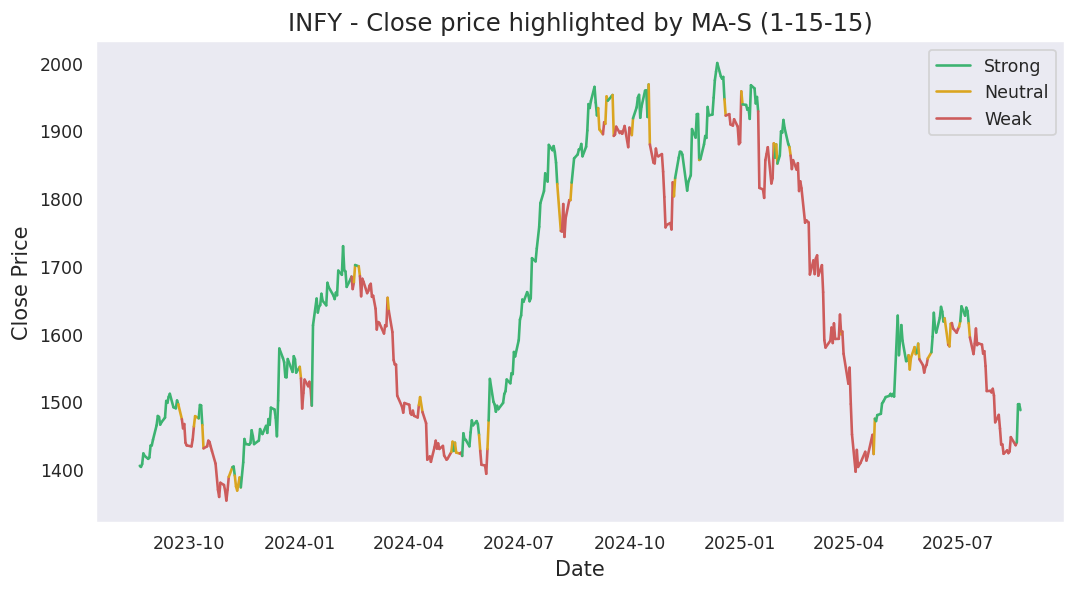 INFY - Close price highlighted by MA-S (1-15-15)
Strong
Neutral
Weak
Close Price
2000
1900
1800
1700
1600
1500
1400
2023-10 2024-01 2024-04 2024-07 2024-10 2025-01 2025-04 2025-07
Date